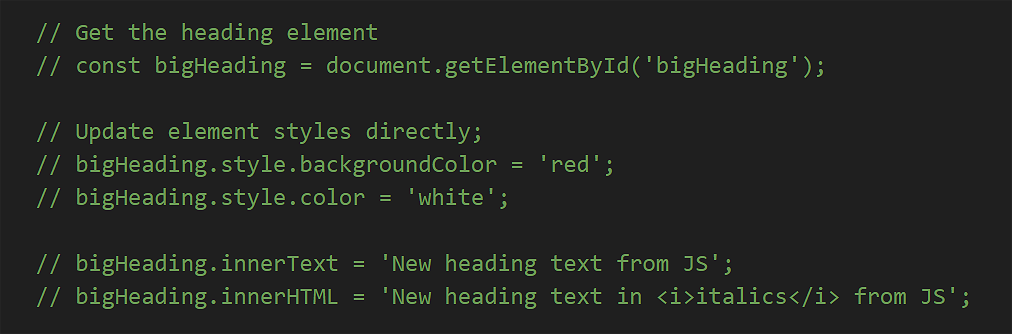 // Get the heading element
// const bigHeading = document.getElementById('bigHeading');
// Update element styles directly;
// bigHeading.style.backgroundColor = 'red';
// bigHeading.style.color = 'white';
// bigHeading.innerText = 'New heading text from JS';
// bigHeading.innerHTML = 'New heading text in <i>italics</i> from JS';